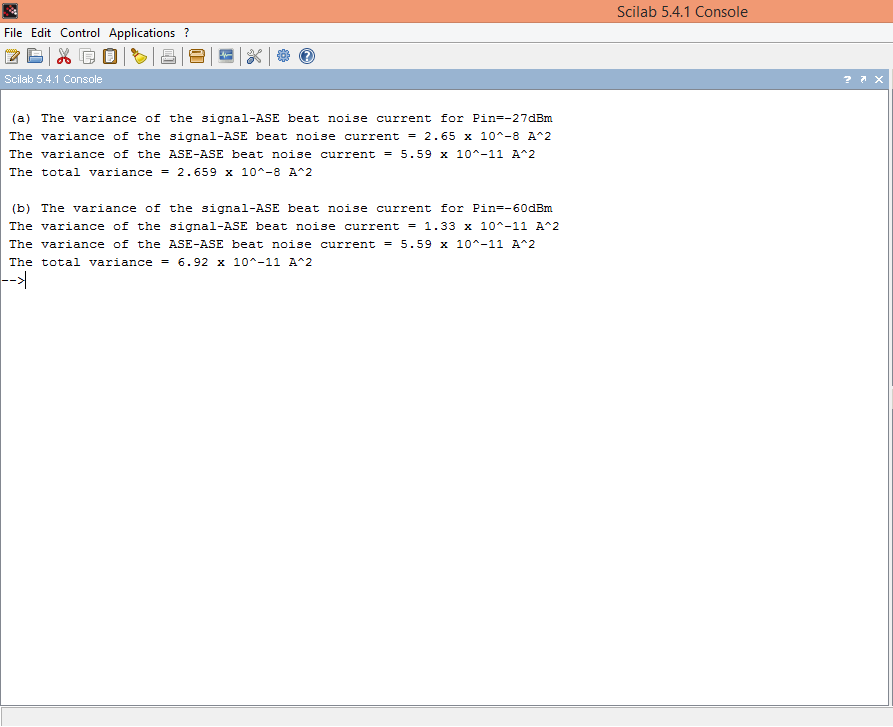 Scilab 5.4.1 Console
File Edit Control Applications ?
Scilab 5.4.1 Console
(a) The variance of the signal-ASE beat noise current for Pin=-27dBm
The variance of the signal-ASE beat noise current = 2.65 x 10^-8 A^2
The variance of the ASE-ASE beat noise current = 5.59 x 10^-11 A^2
The total variance = 2.659 x 10^-8 A^2
(b) The variance of the signal-ASE beat noise current for Pin=-60dBm
The variance of the signal-ASE beat noise current = 1.33 x 10^-11 A^2
The variance of the ASE-ASE beat noise current = 5.59 x 10^-11 A^2
The total variance = 6.92 x 10^-11 A^2
-->